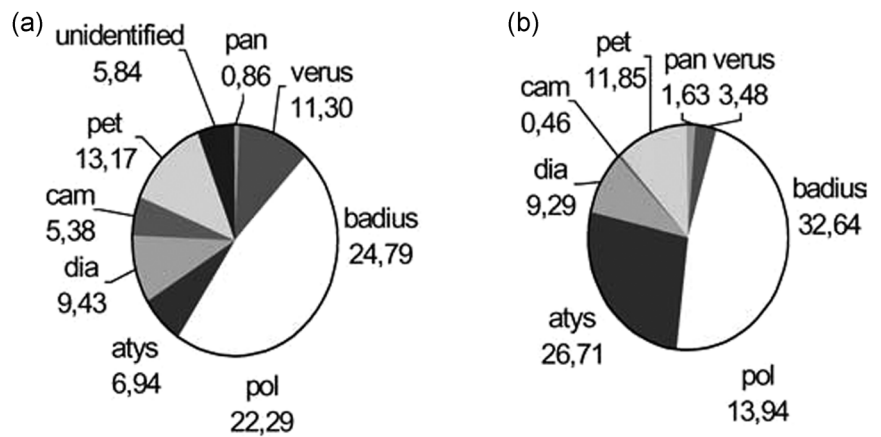 (a)
unidentified
5,84
pan
0,86
verus
11,30
pet
13,17
cam
5,38
dia
9,43
badius
24,79
atys
6,94
pol
22,29
(b)
pet
11,85
pan verus
1,63 3,48
cam
0,46
dia
9,29
badius
32,64
atys
26,71
pol
13,94